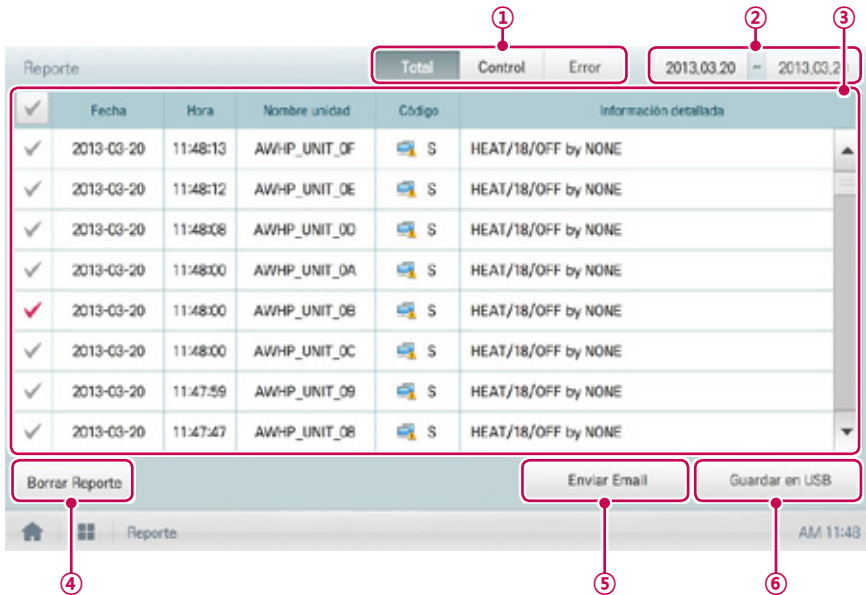 ① ② ③
Reporte Total Control Error 2013.03.20 ~ 2013.03.20
Fecha Hora Nombre unidad Código Información detallada
2013-03-20 11:48:13 AWHP_UNIT_0F S HEAT/18/OFF by NONE
2013-03-20 11:48:12 AWHP_UNIT_0E S HEAT/18/OFF by NONE
2013-03-20 11:48:08 AWHP_UNIT_0D S HEAT/18/OFF by NONE
2013-03-20 11:48:00 AWHP_UNIT_0A S HEAT/18/OFF by NONE
2013-03-20 11:48:00 AWHP_UNIT_0B S HEAT/18/OFF by NONE
2013-03-20 11:48:00 AWHP_UNIT_0C S HEAT/18/OFF by NONE
2013-03-20 11:47:59 AWHP_UNIT_09 S HEAT/18/OFF by NONE
2013-03-20 11:47:47 AWHP_UNIT_08 S HEAT/18/OFF by NONE
Borrar Reporte Enviar Email Guardar en USB
Reporte AM 11:48
④ ⑤ ⑥